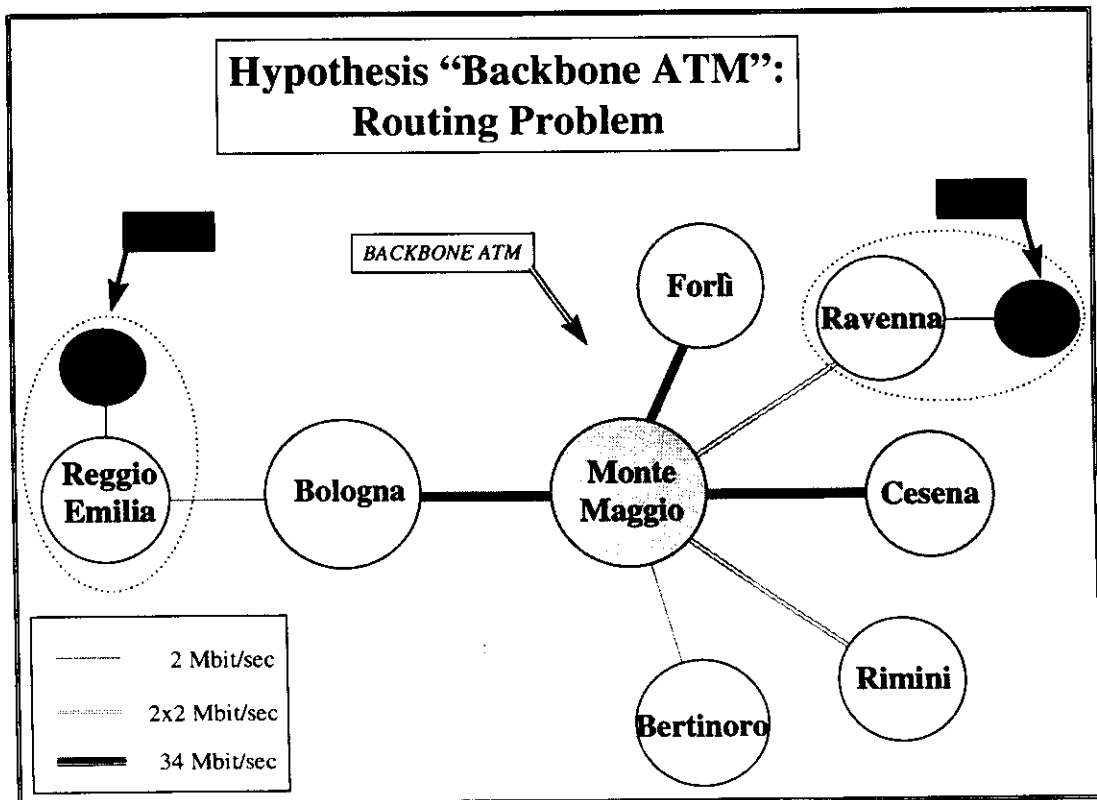 Hypothesis “Backbone ATM”:
Routing Problem
BACKBONE ATM
Forlì
Ravenna
Reggio
Emilia
Bologna
Monte
Maggio
Cesena
Rimini
Bertinoro
2 Mbit/sec
2x2 Mbit/sec
34 Mbit/sec